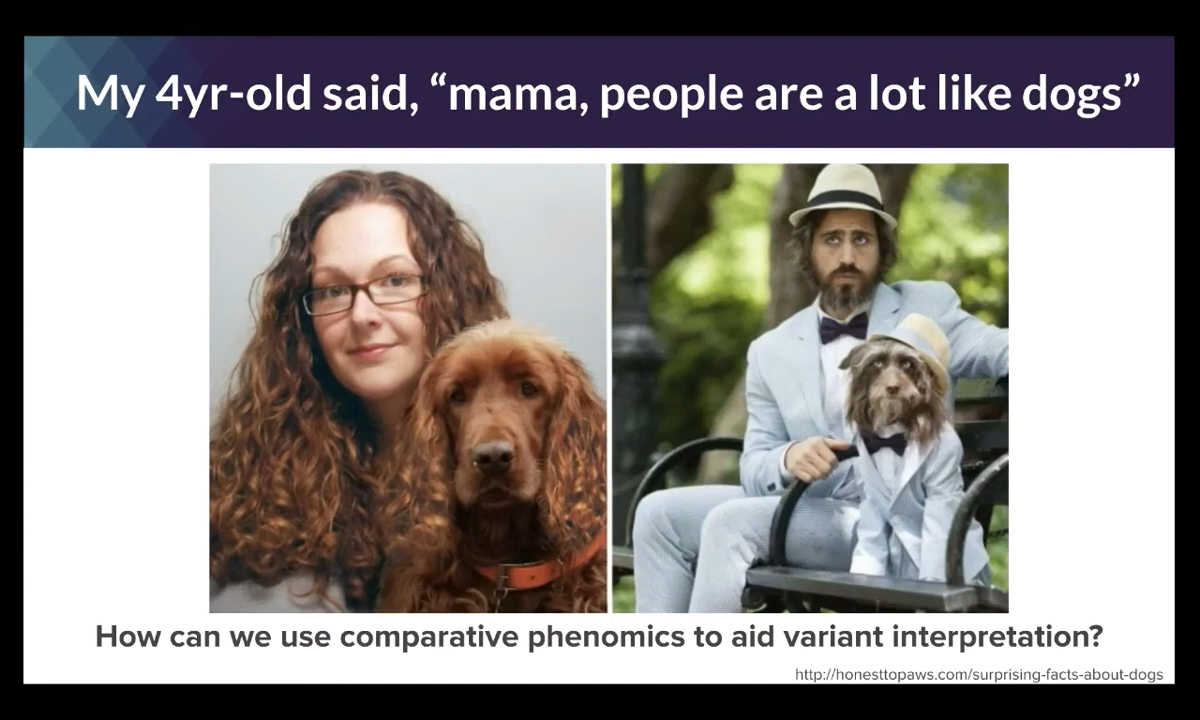 My 4yr-old said, “mama, people are a lot like dogs”
How can we use comparative phenomics to aid variant interpretation?
http://honesttopaws.com/surprising-facts-about-dogs